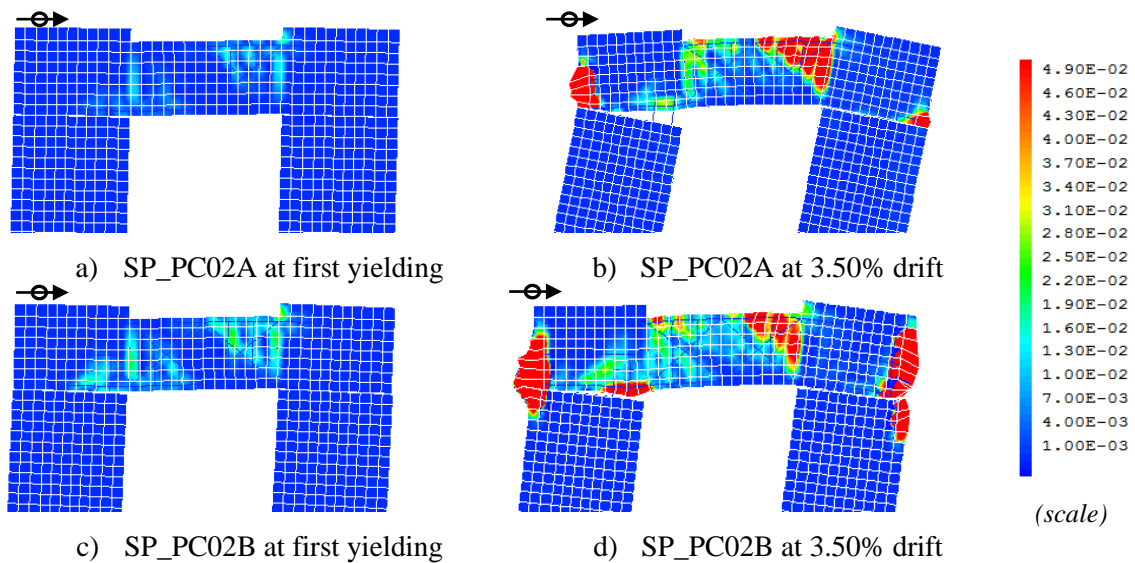 4.90E-02
4.60E-02
4.30E-02
4.00E-02
3.70E-02
3.40E-02
3.10E-02
2.80E-02
2.50E-02
2.20E-02
1.90E-02
1.60E-02
1.30E-02
1.00E-02
7.00E-03
4.00E-03
1.00E-03
(scale)
a) SP_PC02A at first yielding
b) SP_PC02A at 3.50% drift
c) SP_PC02B at first yielding
d) SP_PC02B at 3.50% drift